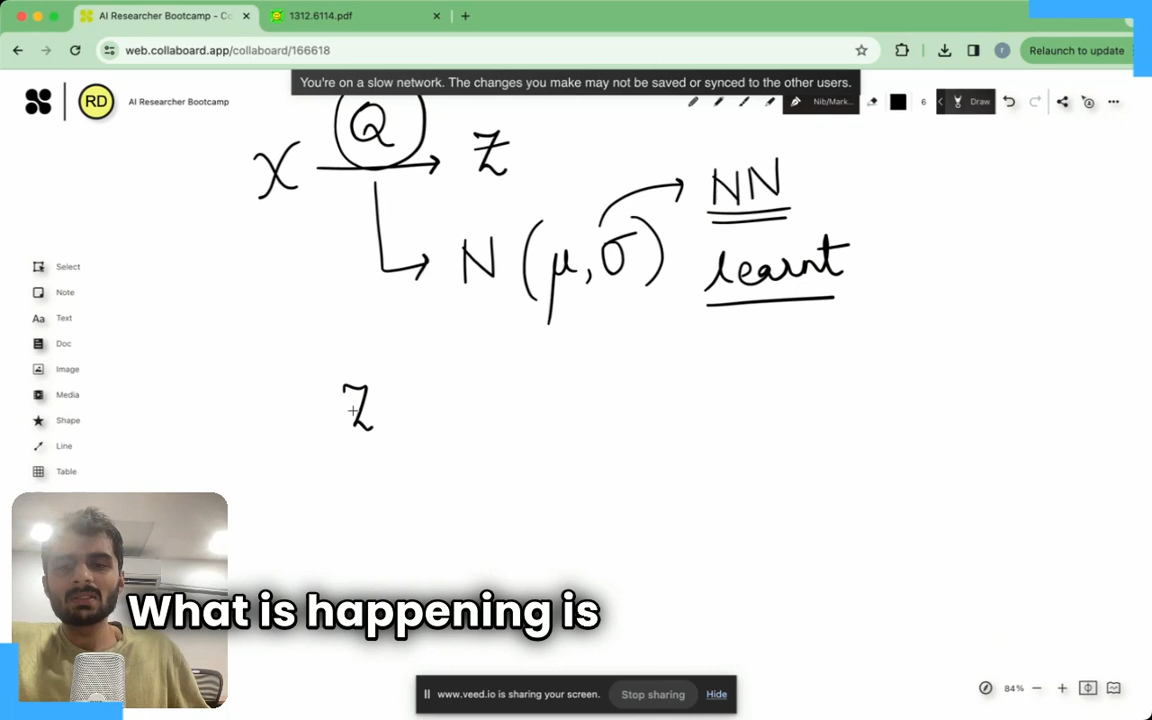 AI Researcher Bootcamp - Co
1312.6114.pdf
web.collaboard.app/collaboard/166618
Relaunch to update
You're on a slow network. The changes you make may not be saved or synced to the other users.
RD
AI Researcher Bootcamp
Nib/Mark...
6
Draw
Q
X
Z
NN
N (μ, σ)
learnt
Select
Note
Aa Text
Doc
Image
Media
Shape
Line
Table
Z
What is happening is
www.veed.io is sharing your screen.
Stop sharing
Hide
84%